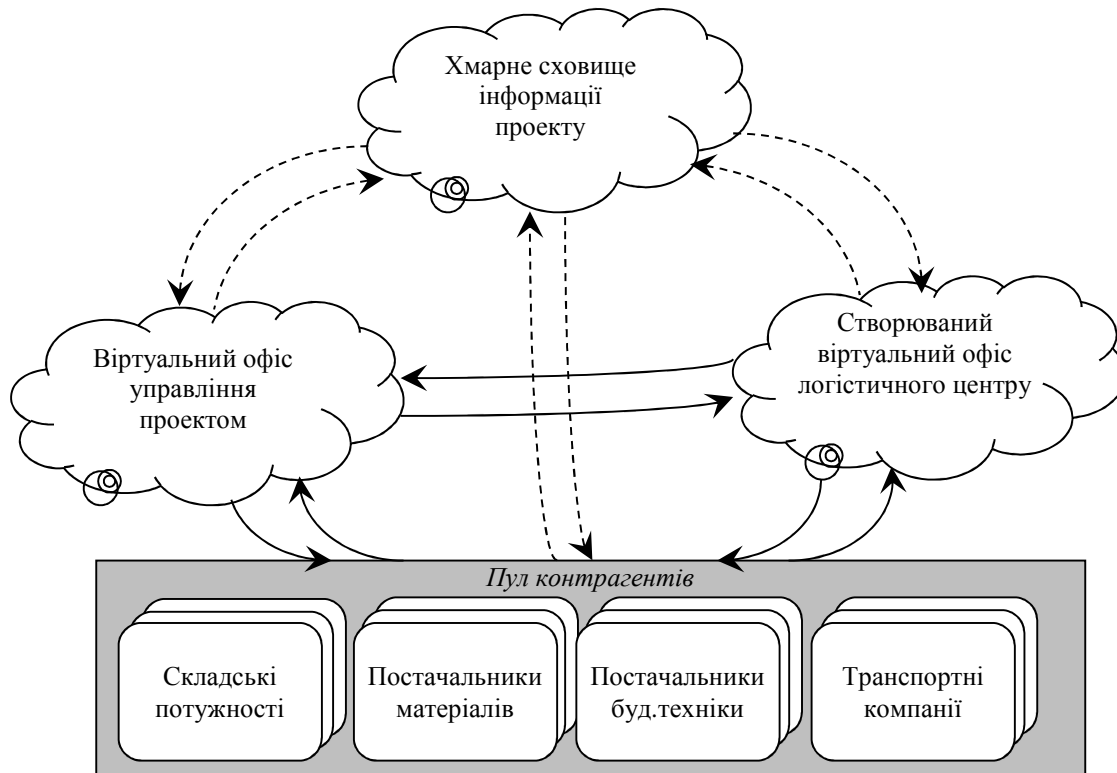 Хмарне сховище
інформації
проекту
Віртуальний офіс
управління
проектом
Створюваний
віртуальний офіс
логістичного центру
Пул контрагентів
Складські
потужності
Постачальники
матеріалів
Постачальники
буд.техніки
Транспортні
компанії